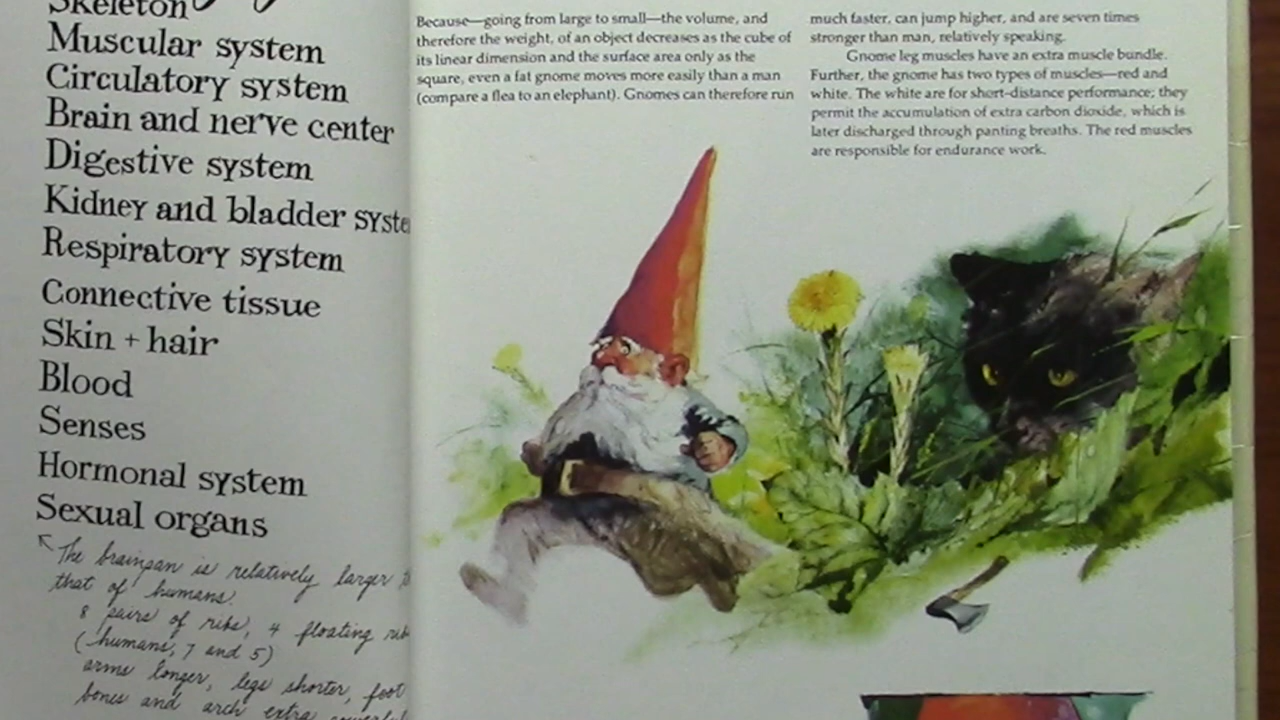 Skeleton
Muscular system
Circulatory system
Brain and nerve center
Digestive system
Kidney and bladder syste
Respiratory system
Connective tissue
Skin + hair
Blood
Senses
Hormonal system
Sexual organs
The brainpan is relatively larger
that of humans.
8 pairs of ribs, 4 floating rib
(humans, 7 and 5)
arms longer, legs shorter, foot
bones and arch extra powerful
Because—going from large to small—the volume, and
therefore the weight, of an object decreases as the cube of
its linear dimension and the surface area only as the
square, even a fat gnome moves more easily than a man
(compare a flea to an elephant). Gnomes can therefore run
much faster, can jump higher, and are seven times
stronger than man, relatively speaking.
Gnome leg muscles have an extra muscle bundle.
Further, the gnome has two types of muscles—red and
white. The white are for short-distance performance; they
permit the accumulation of extra carbon dioxide, which is
later discharged through panting breaths. The red muscles
are responsible for endurance work.